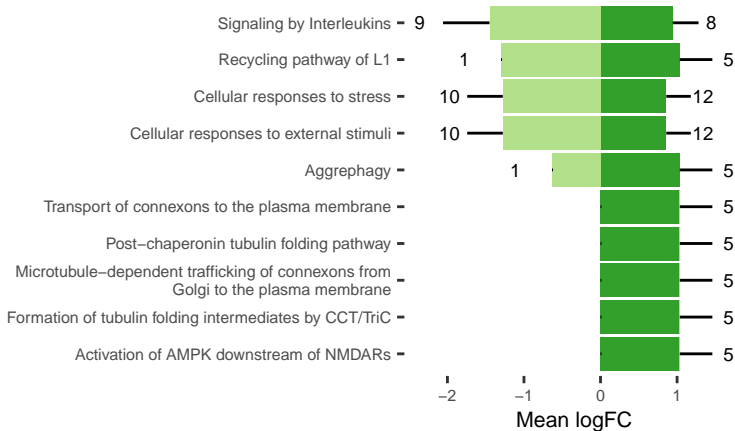 Signaling by Interleukins 9 8
Recycling pathway of L1 1 5
Cellular responses to stress 10 12
Cellular responses to external stimuli 10 12
Aggrephagy 1 5
Transport of connexons to the plasma membrane 5
Post−chaperonin tubulin folding pathway 5
Microtubule−dependent trafficking of connexons from
Golgi to the plasma membrane 5
Formation of tubulin folding intermediates by CCT/TriC 5
Activation of AMPK downstream of NMDARs 5
−2 −1 0 1
Mean logFC